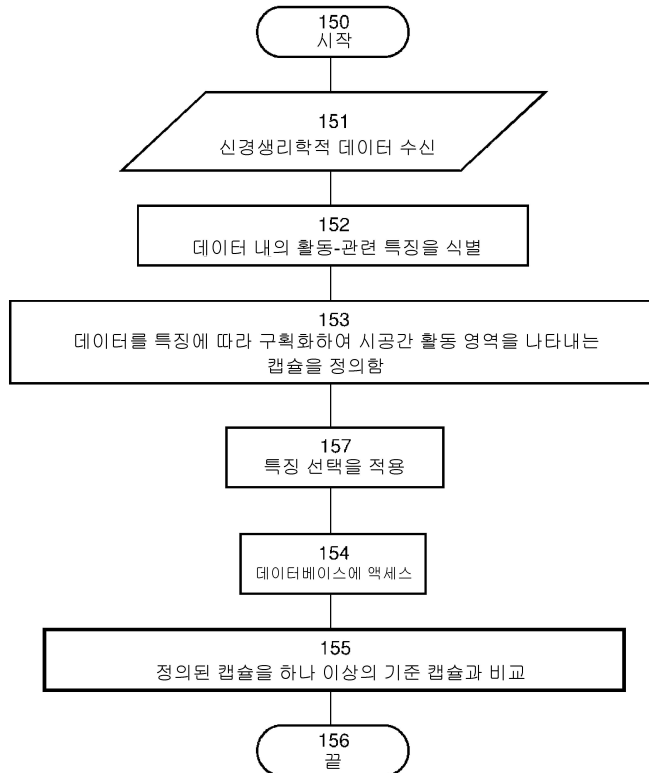 150
시작
151
신경생리학적 데이터 수신
152
데이터 내의 활동-관련 특징을 식별
153
데이터를 특징에 따라 구획화하여 시공간 활동 영역을 나타내는
캡슐을 정의함
157
특징 선택을 적용
154
데이터베이스에 액세스
155
정의된 캡슐을 하나 이상의 기준 캡슐과 비교
156
끝